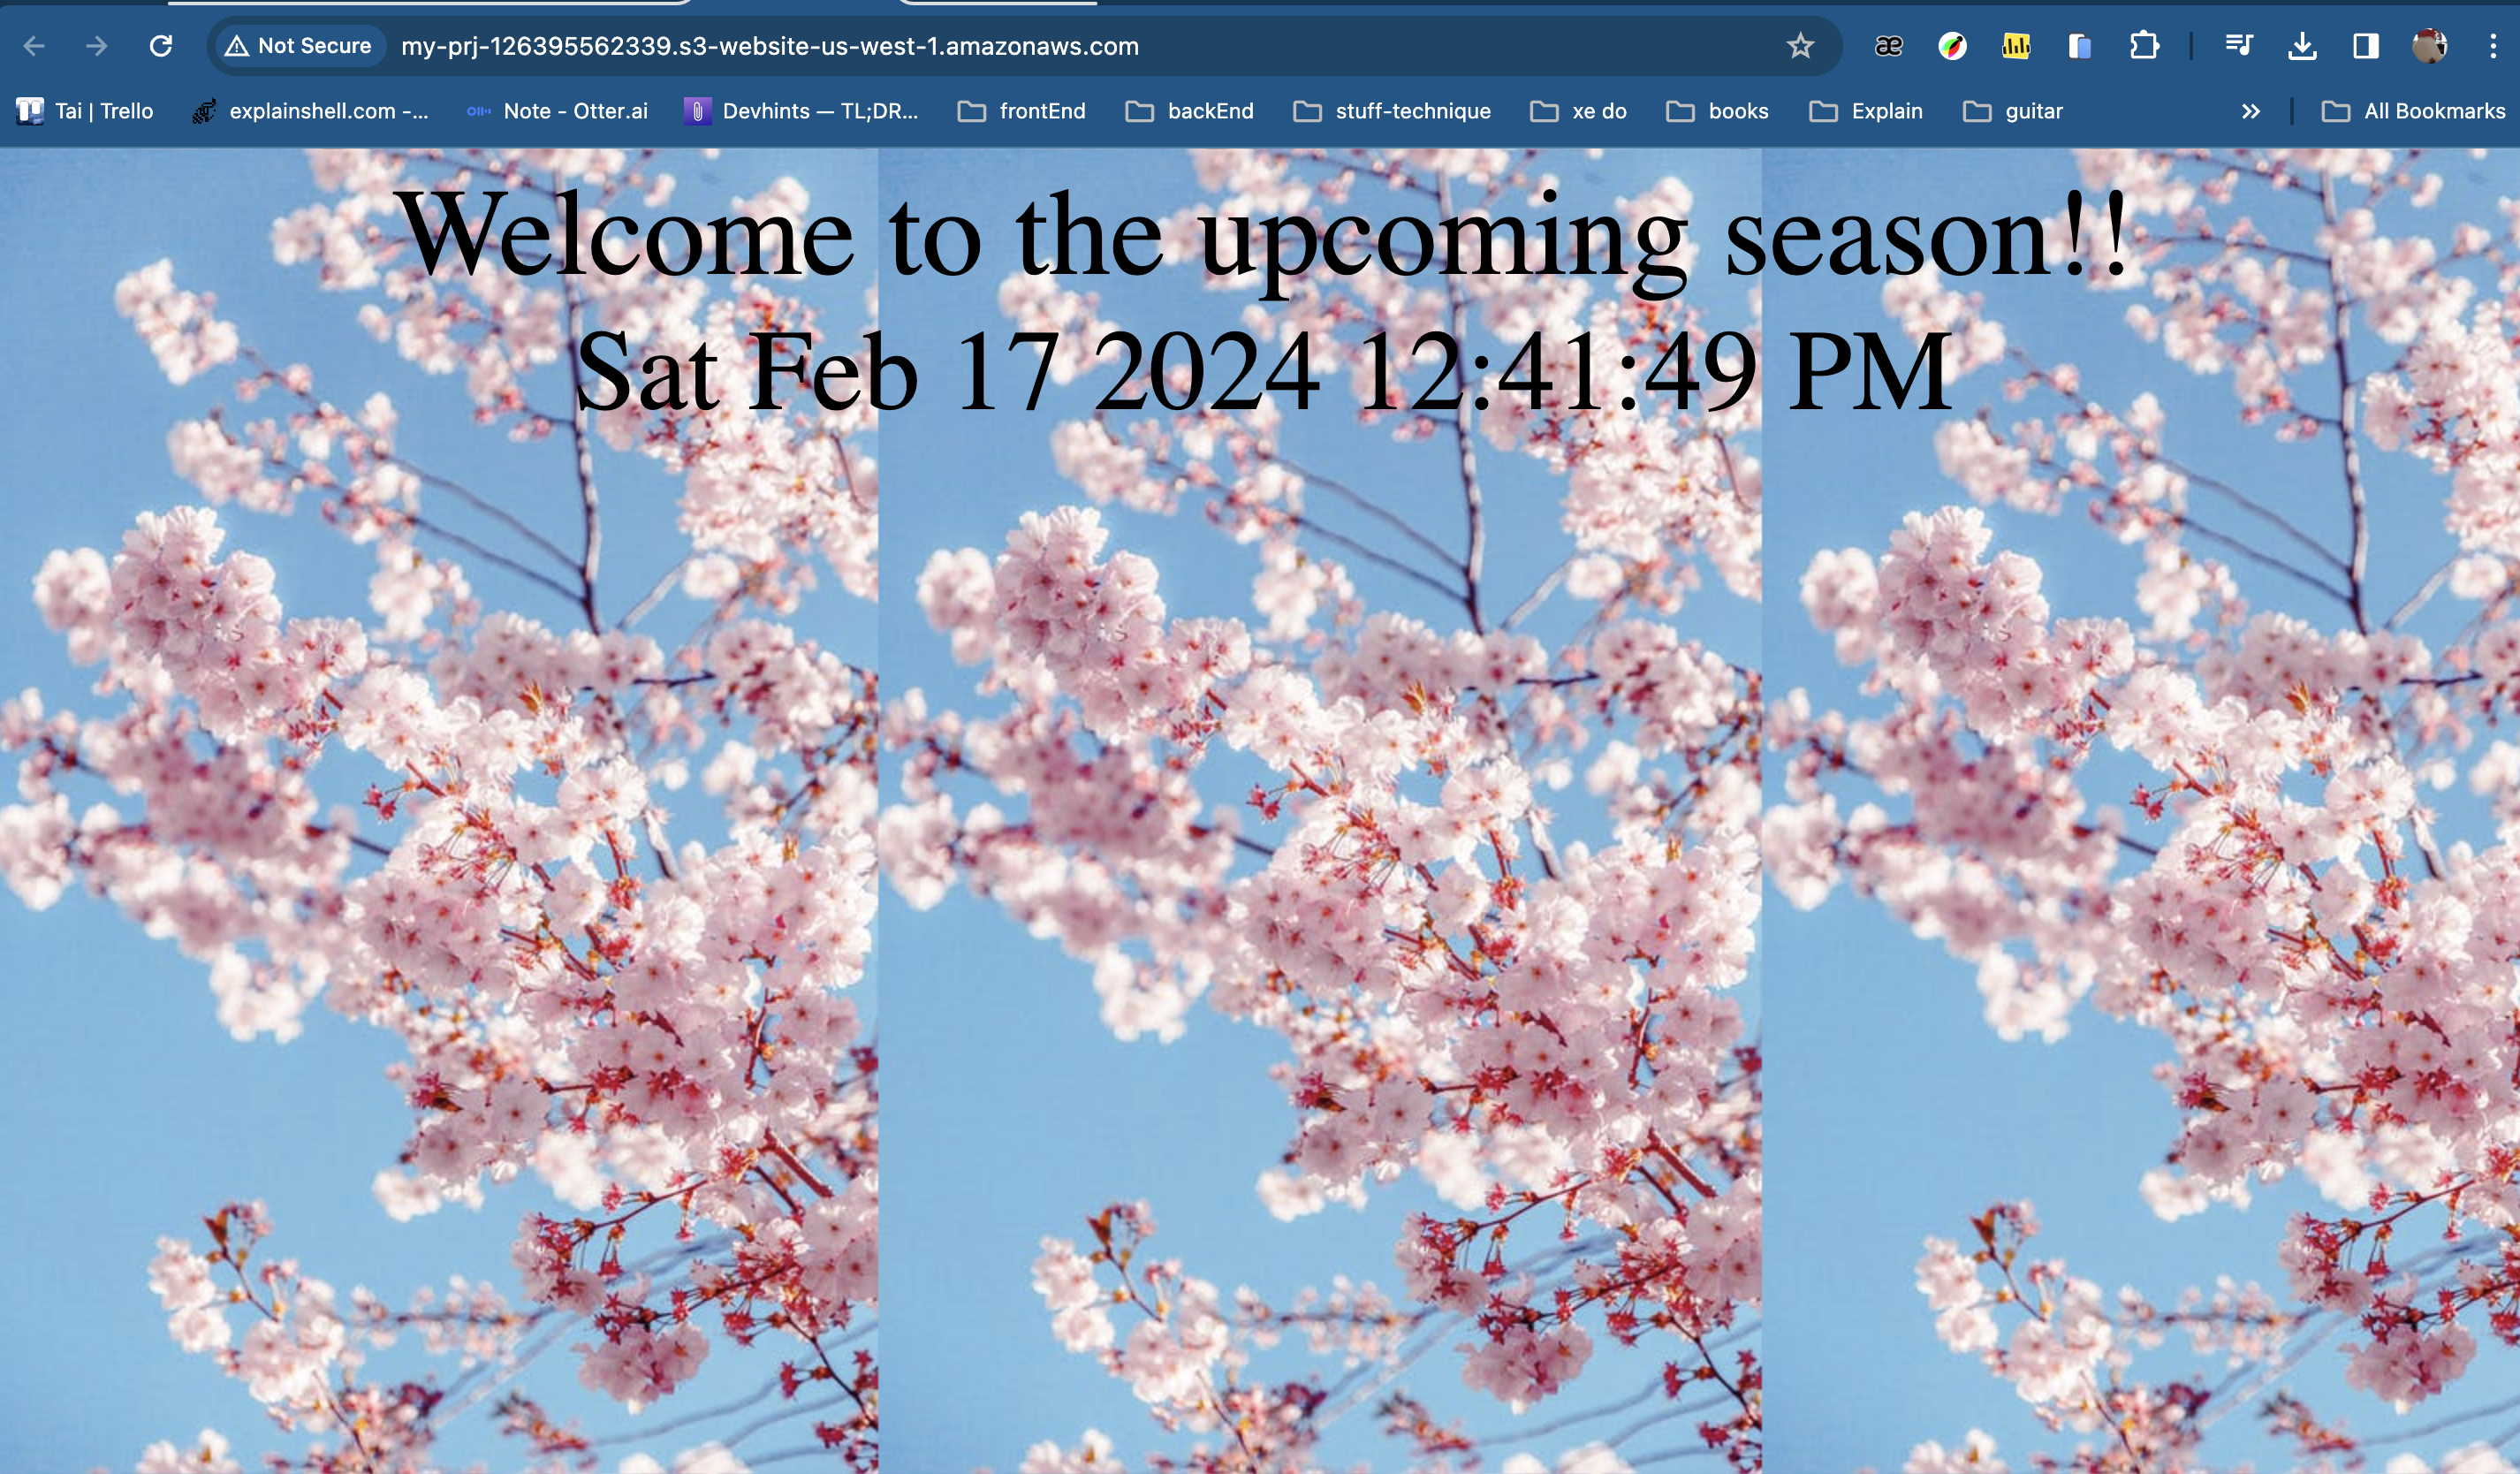 Not Secure my-prj-126395562339.s3-website-us-west-1.amazonaws.com æ
Tai | Trello explainshell.com -... Note - Otter.ai Devhints — TL;DR... frontEnd backEnd stuff-technique xe do books Explain guitar » All Bookmarks
Welcome to the upcoming season!!
Sat Feb 17 2024 12:41:49 PM